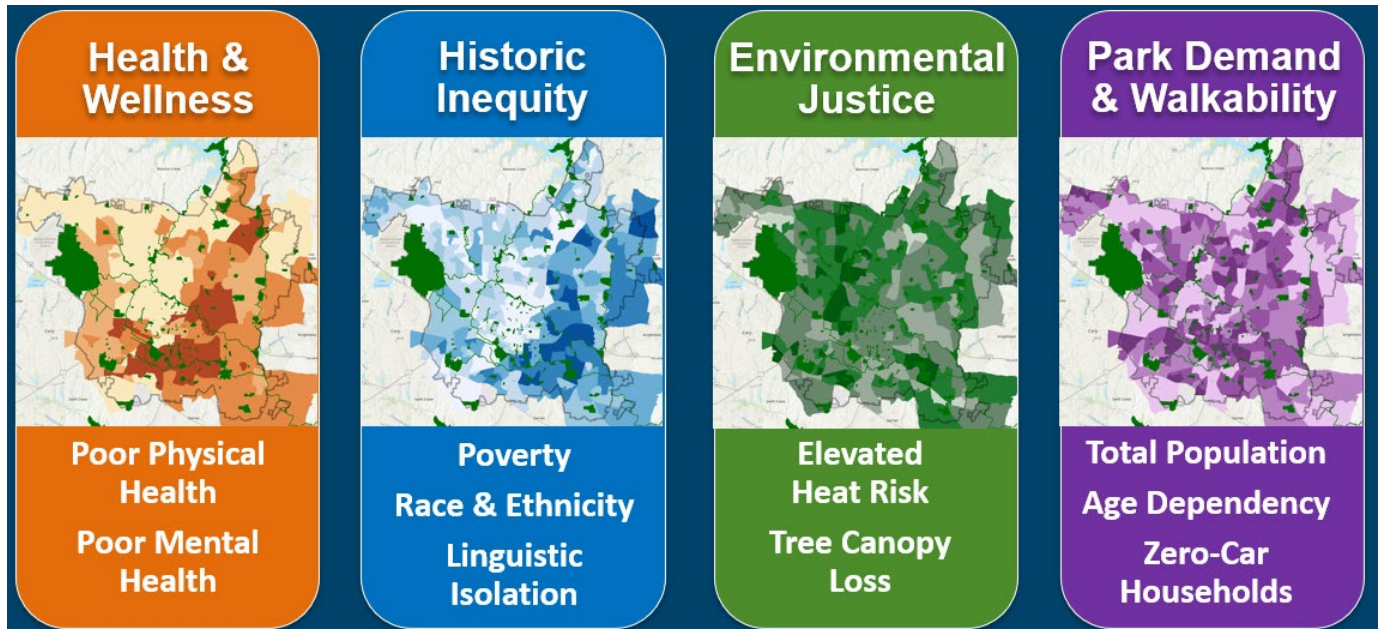 Health &
Wellness
Poor Physical
Health
Poor Mental
Health
Historic
Inequity
Poverty
Race & Ethnicity
Linguistic
Isolation
Environmental
Justice
Elevated
Heat Risk
Tree Canopy
Loss
Park Demand
& Walkability
Total Population
Age Dependency
Zero-Car
Households